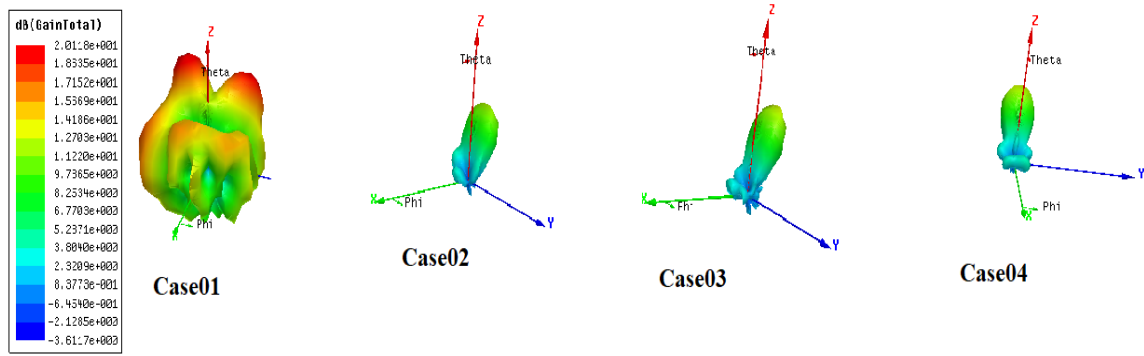 dB(GainTotal)
2.0118e+001
1.8335e+001
1.7152e+001
1.5569e+001
1.4186e+001
1.2703e+001
1.1220e+001
9.7365e+000
8.2534e+000
6.7703e+000
5.2371e+000
3.8040e+000
2.3209e+000
8.3773e-001
-6.4540e-001
-2.1285e+000
-3.6117e+000
Z
Theta
Phi
X
Case01
Z
Theta
X
Phi
Y
Case02
Z
Theta
X
Y
Case03
Z
Theta
Y
X
Phi
Case04